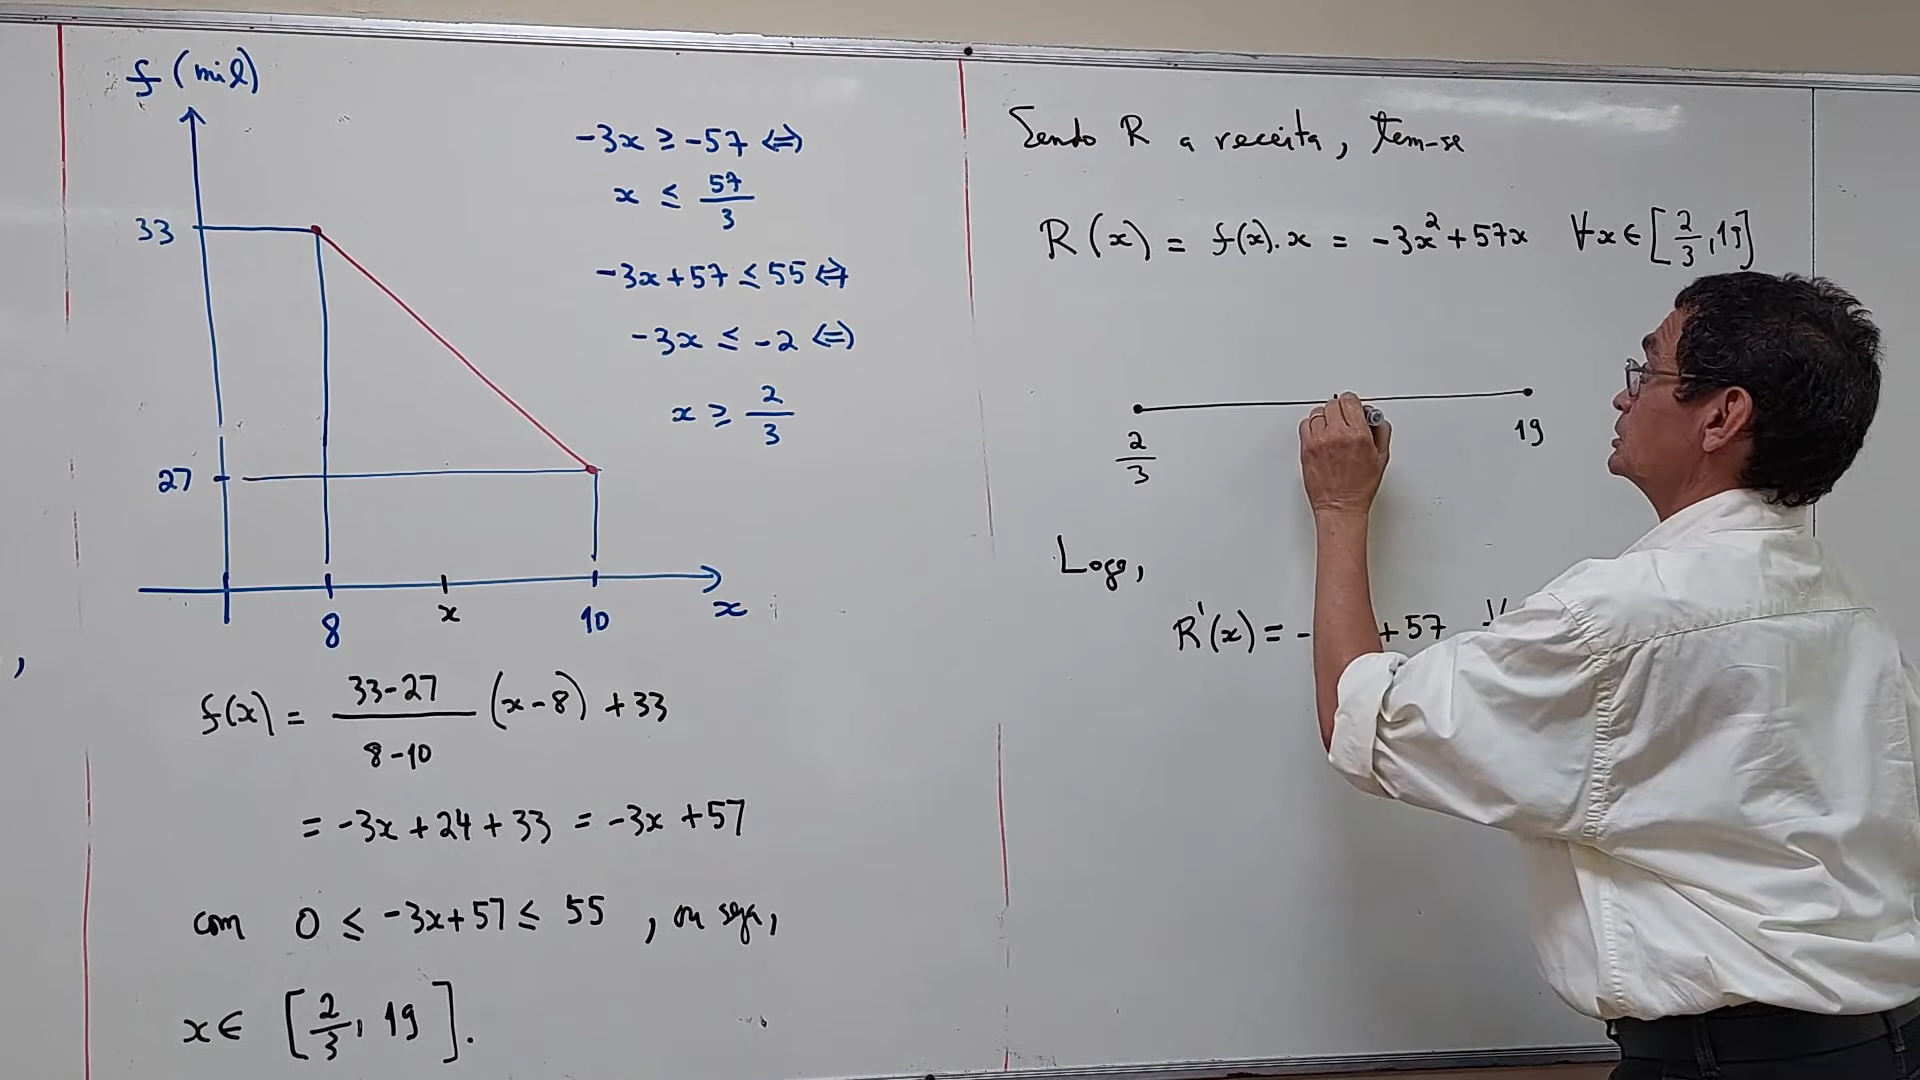 f (mil)
33
27
8
x
10
x
-3x ≥ -57 ⇔
x ≤ 57/3
-3x + 57 ≤ 55 ⇔
-3x ≤ -2 ⇔
x ≥ 2/3
f(x) = (33-27)/(8-10) (x-8) + 33
= -3x + 24 + 33 = -3x + 57
com 0 ≤ -3x+57 ≤ 55 , ou seja,
x ∈ [2/3, 19].
Sendo R a receita, tem-se
R(x) = f(x).x = -3x² + 57x ∀x ∈ [2/3, 19]
2/3
19
Logo,
R'(x) = - + 57